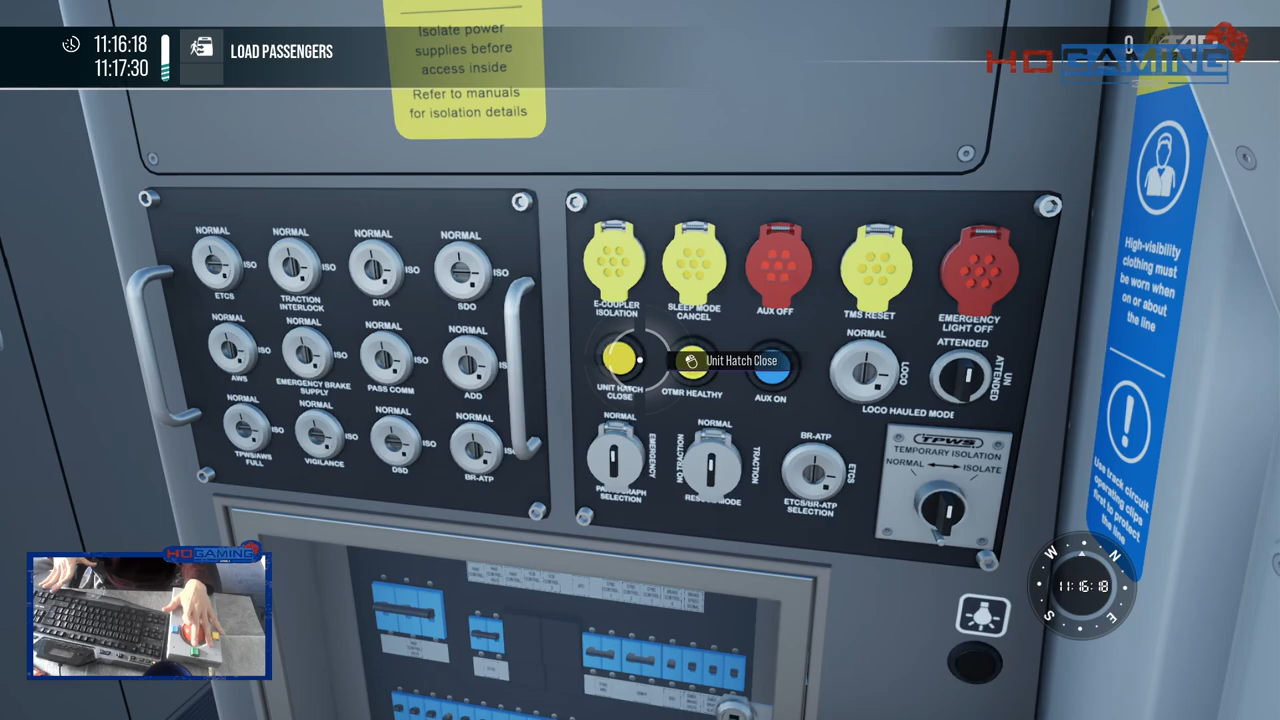 11:16:18
11:17:30
LOAD PASSENGERS
Isolate power
supplies before
access inside
Refer to manuals
for isolation details
0
HOGAMING
NORMAL
ISO
ETCS
NORMAL
ISO
TRACTION
INTERLOCK
NORMAL
ISO
DRA
NORMAL
ISO
SDO
NORMAL
ISO
AWS
NORMAL
ISO
EMERGENCY BRAKE
SUPPLY
NORMAL
ISO
PASS COMM
NORMAL
ADD
NORMAL
ISO
TPWS/AWS
FULL
NORMAL
ISO
VIGILANCE
NORMAL
ISO
DSD
NORMAL
BR-ATP
E-COUPLER
ISOLATION
SLEEP MODE
CANCEL
AUX OFF
TMS RESET
EMERGENCY
LIGHT OFF
UNIT HATCH
CLOSE
Unit Hatch Close
OTMR HEALTHY
AUX ON
NORMAL
LOCO
LOCO HAULED MODE
ATTENDED
UN
ATTENDED
NORMAL
EMERGENCY
SELECTION
NORMAL
NO TRACTION
TRACTION
BR-ATP
ETCS
ETCS/BR-ATP
SELECTION
TPWS
TEMPORARY ISOLATION
NORMAL
ISOLATE
High-visibility
clothing must
be worn when
on or about
the line
Use track circuit
operating clips
first to protect
the line
HOGAMING
W
N
S
E
11:16:18